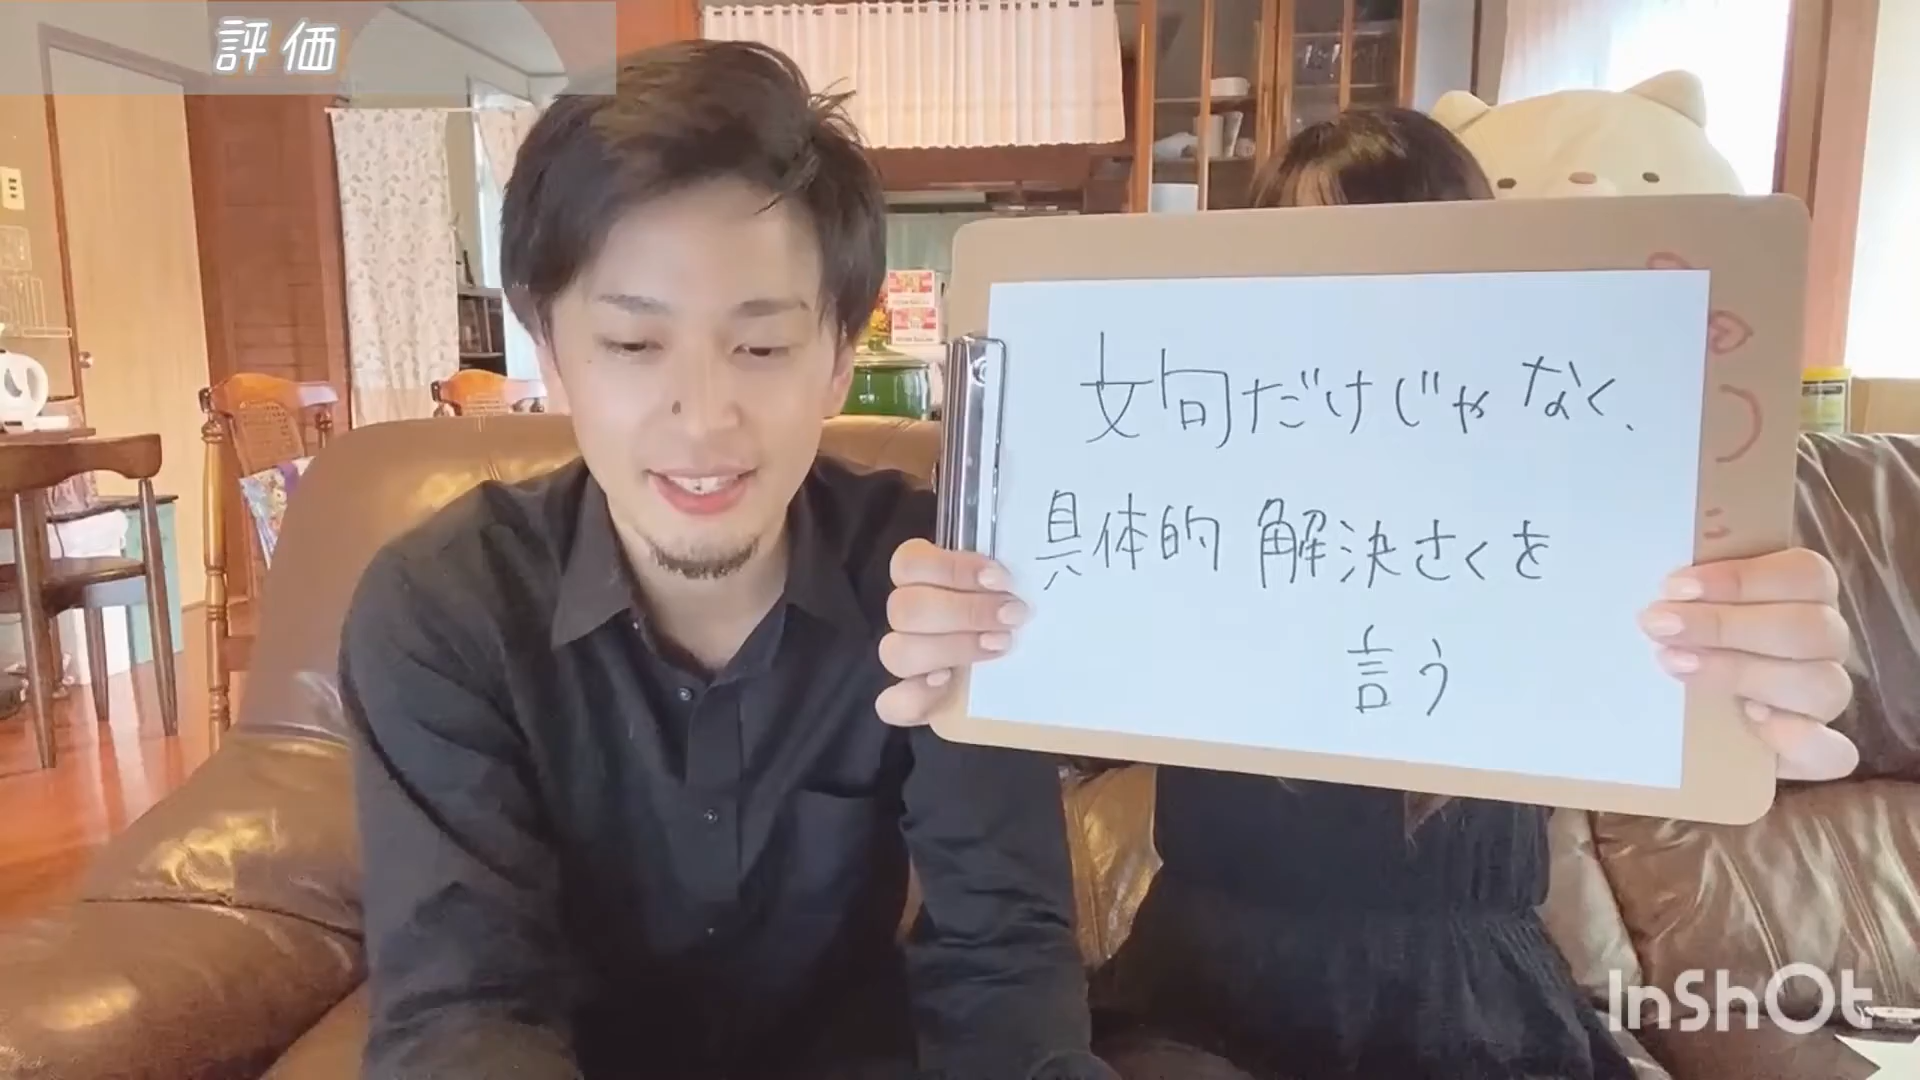 評価
文句だけじゃなく、
具体的 解決さくを
言う
InShOt